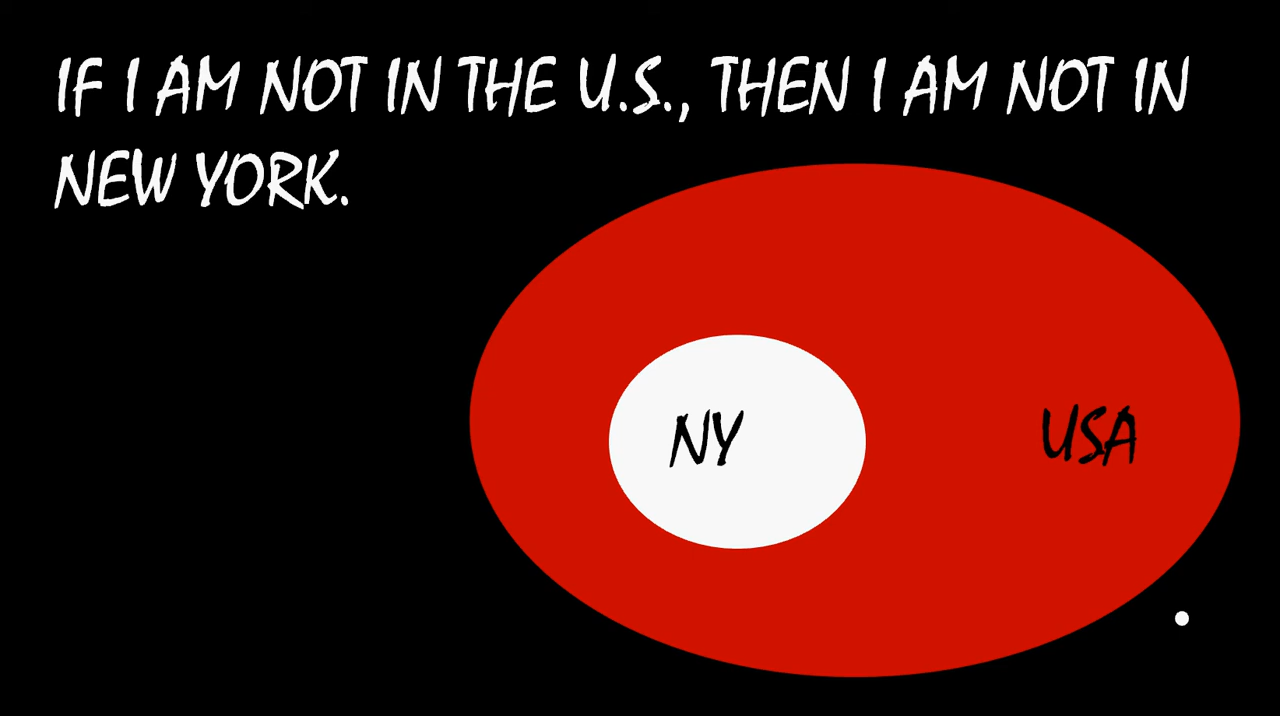 IF I AM NOT IN THE U.S., THEN I AM NOT IN
NEW YORK.
NY
USA